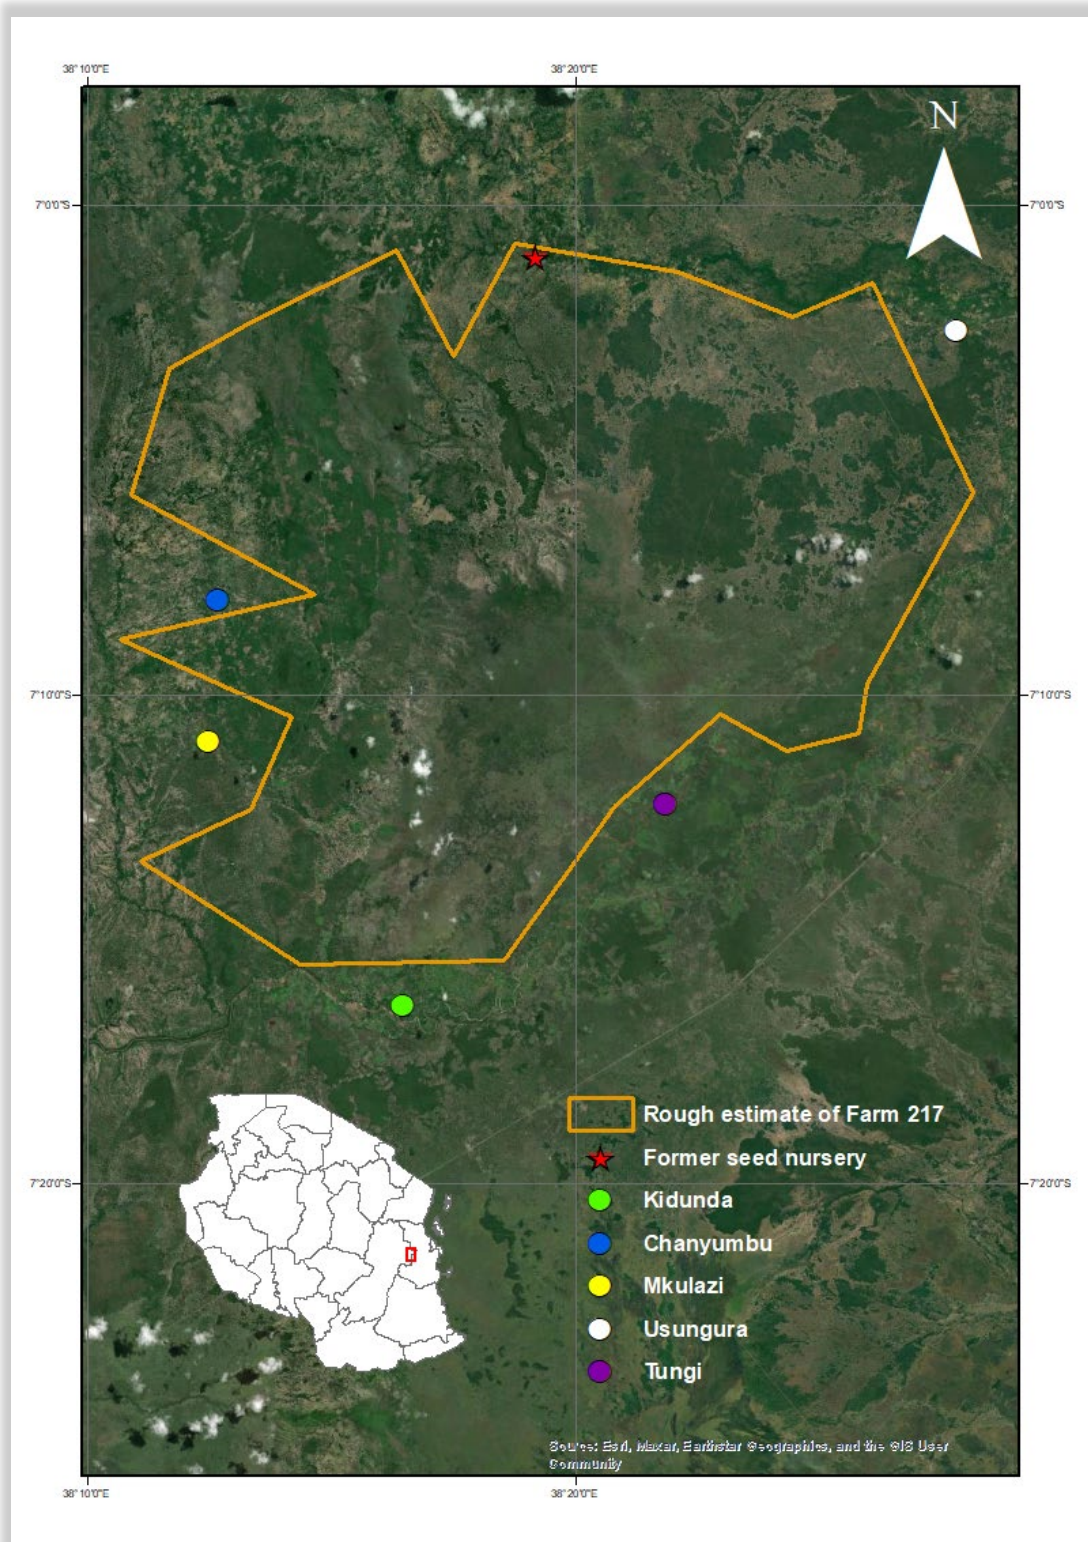 38°10'0"E
38°20'0"E
N
7°0'0"S
7°0'0"S
7°10'0"S
7°10'0"S
Rough estimate of Farm 217
Former seed nursery
7°20'0"S
7°20'0"S
Kidunda
Chanyumbu
Mkulazi
Usungura
Tungi
Source: Esri, Maxar, Earthstar Geographics, and the GIS User
Community
38°10'0"E
38°20'0"E